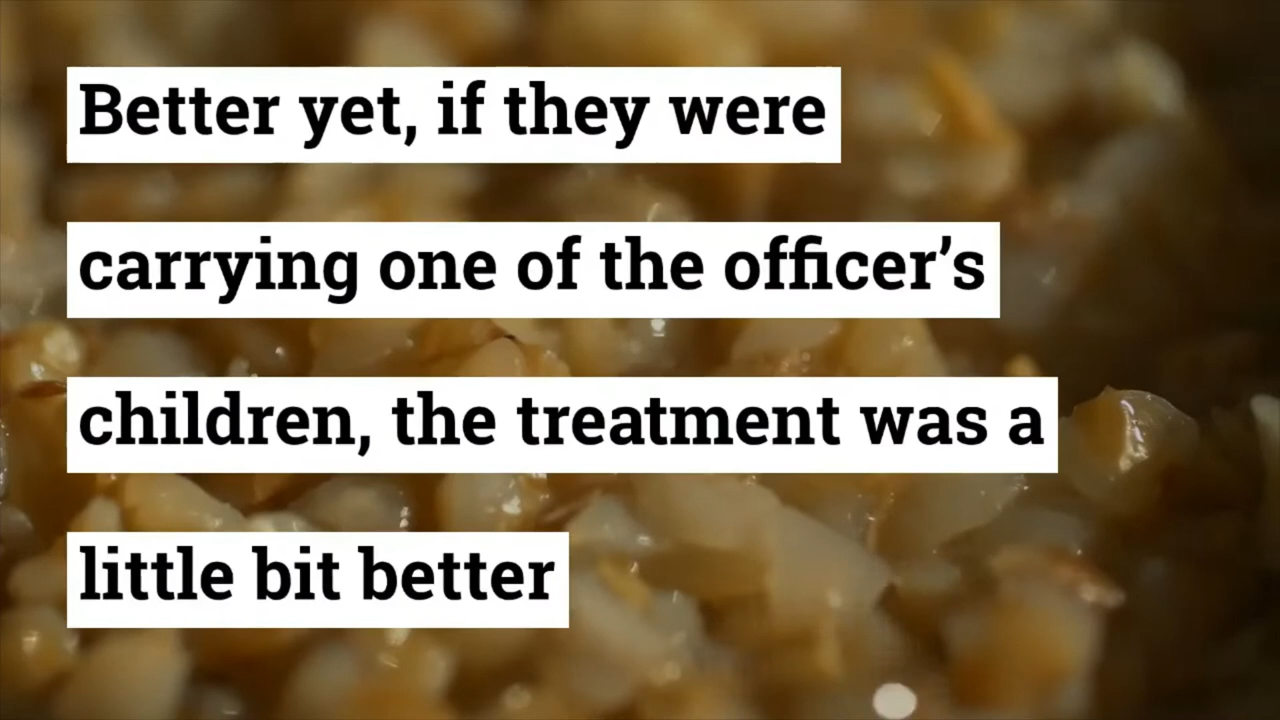 Better yet, if they were
carrying one of the officer’s
children, the treatment was a
little bit better